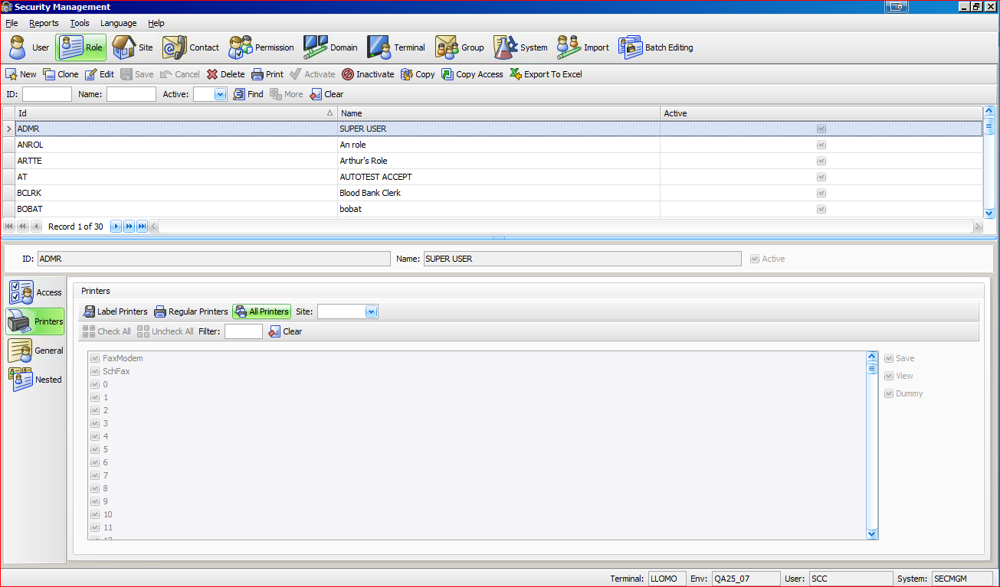 Security Management
File Reports Tools Language Help
User Role Site Contact Permission Domain Terminal Group System Import Batch Editing
New Clone Edit Save Cancel Delete Print Activate Inactivate Copy Copy Access Export To Excel
ID: Name: Active: Find More Clear
Id Name Active
ADMR SUPER USER
ANROL An role
ARTTE Arthur's Role
AT AUTOTEST ACCEPT
BCLRK Blood Bank Clerk
BOBAT bobat
Record 1 of 30
ID: ADMR Name: SUPER USER Active
Access
Printers
General
Nested
Printers
Label Printers Regular Printers All Printers Site:
Check All Uncheck All Filter: Clear
FaxModem
SchFax
0
1
2
3
4
5
6
7
8
9
10
11
Save
View
Dummy
Terminal: LLOMO Env: QA25_07 User: SCC System: SECMGM